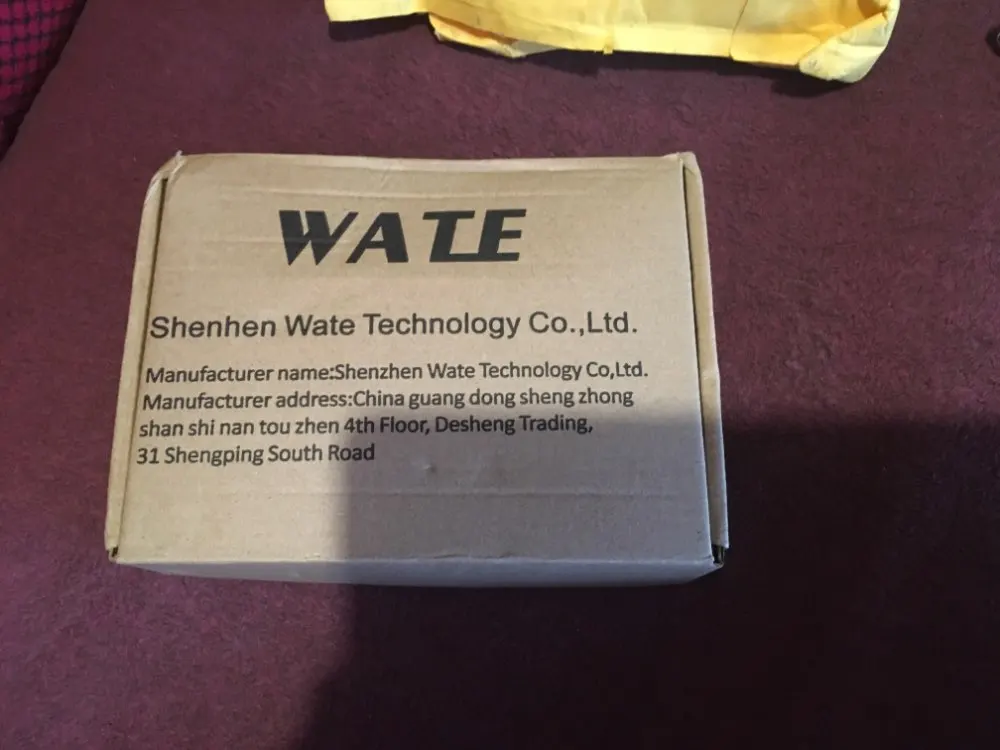 WATE
Shenhen Wate Technology Co.,Ltd.
Manufacturer name:Shenzhen Wate Technology Co,Ltd.
Manufacturer address:China guang dong sheng zhong
shan shi nan tou zhen 4th Floor, Desheng Trading,
31 Shengping South Road